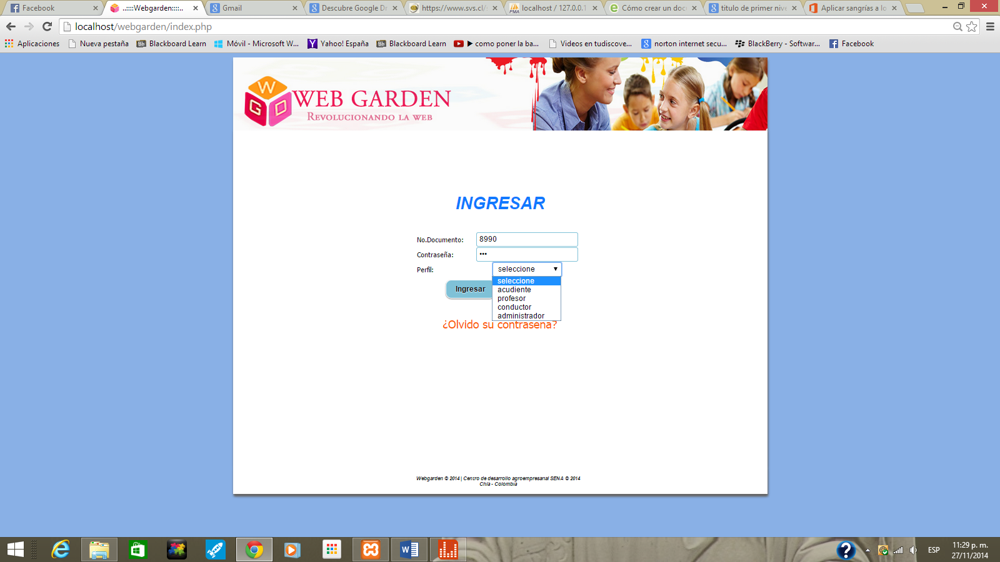 Facebook
..::::Webgarden::::..
Gmail
Descubre Google Dr
https://www.svs.cl/
localhost / 127.0.0.1
Cómo crear un doc
titulo de primer nive
Aplicar sangrías a lo
localhost/webgarden/index.php
Aplicaciones
Nueva pestaña
Blackboard Learn
Móvil - Microsoft W...
Yahoo! España
Blackboard Learn
▶ como poner la ba...
Videos en tudiscove...
norton internet secu...
BlackBerry - Softwar...
Facebook
W G D
WEB GARDEN
REVOLUCIONANDO LA WEB
INGRESAR
No.Documento: 8990
Contraseña: •••
Perfil: seleccione
seleccione
acudiente
profesor
conductor
administrador
Ingresar
¿Olvido su contrasena?
Webgarden © 2014 | Centro de desarrollo agroempresarial SENA © 2014
Chía - Colombia
ESP
11:29 p. m.
27/11/2014